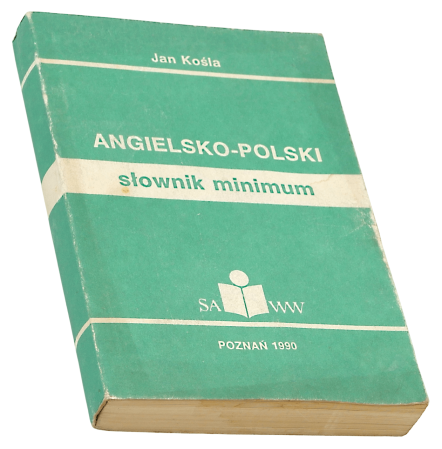 Jan Kośla
ANGIELSKO-POLSKI
słownik minimum
SA WW
POZNAŃ 1990